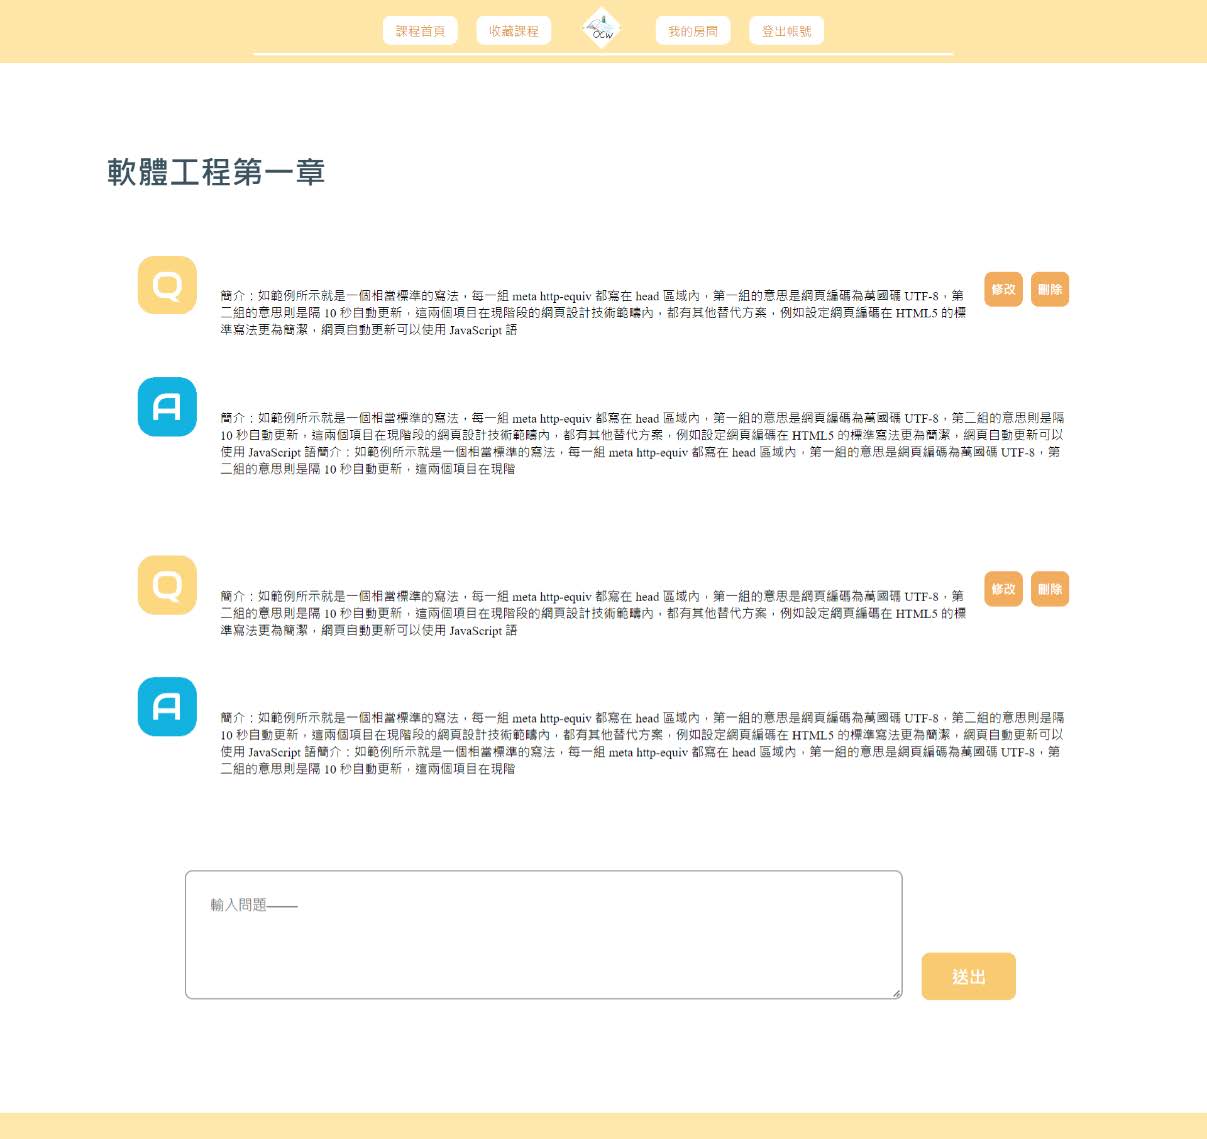 課程首頁
收藏課程
OCW
我的房間
登出帳號
軟體工程第一章
Q
簡介：如範例所示就是一個相當標準的寫法，每一組 meta http-equiv 都寫在 head 區域內，第一組的意思是網頁編碼為萬國碼 UTF-8，第
二組的意思則是隔 10 秒自動更新，這兩個項目在現階段的網頁設計技術範疇內，都有其他替代方案，例如設定網頁編碼在 HTML5 的標
準寫法更為簡潔，網頁自動更新可以使用 JavaScript 語
修改
刪除
A
簡介：如範例所示就是一個相當標準的寫法，每一組 meta http-equiv 都寫在 head 區域內，第一組的意思是網頁編碼為萬國碼 UTF-8，第二組的意思則是隔
10 秒自動更新，這兩個項目在現階段的網頁設計技術範疇內，都有其他替代方案，例如設定網頁編碼在 HTML5 的標準寫法更為簡潔，網頁自動更新可以
使用 JavaScript 語簡介：如範例所示就是一個相當標準的寫法，每一組 meta http-equiv 都寫在 head 區域內，第一組的意思是網頁編碼為萬國碼 UTF-8，第
二組的意思則是隔 10 秒自動更新，這兩個項目在現階
Q
簡介：如範例所示就是一個相當標準的寫法，每一組 meta http-equiv 都寫在 head 區域內，第一組的意思是網頁編碼為萬國碼 UTF-8，第
二組的意思則是隔 10 秒自動更新，這兩個項目在現階段的網頁設計技術範疇內，都有其他替代方案，例如設定網頁編碼在 HTML5 的標
準寫法更為簡潔，網頁自動更新可以使用 JavaScript 語
修改
刪除
A
簡介：如範例所示就是一個相當標準的寫法，每一組 meta http-equiv 都寫在 head 區域內，第一組的意思是網頁編碼為萬國碼 UTF-8，第二組的意思則是隔
10 秒自動更新，這兩個項目在現階段的網頁設計技術範疇內，都有其他替代方案，例如設定網頁編碼在 HTML5 的標準寫法更為簡潔，網頁自動更新可以
使用 JavaScript 語簡介：如範例所示就是一個相當標準的寫法，每一組 meta http-equiv 都寫在 head 區域內，第一組的意思是網頁編碼為萬國碼 UTF-8，第
二組的意思則是隔 10 秒自動更新，這兩個項目在現階
輸入問題——
送出